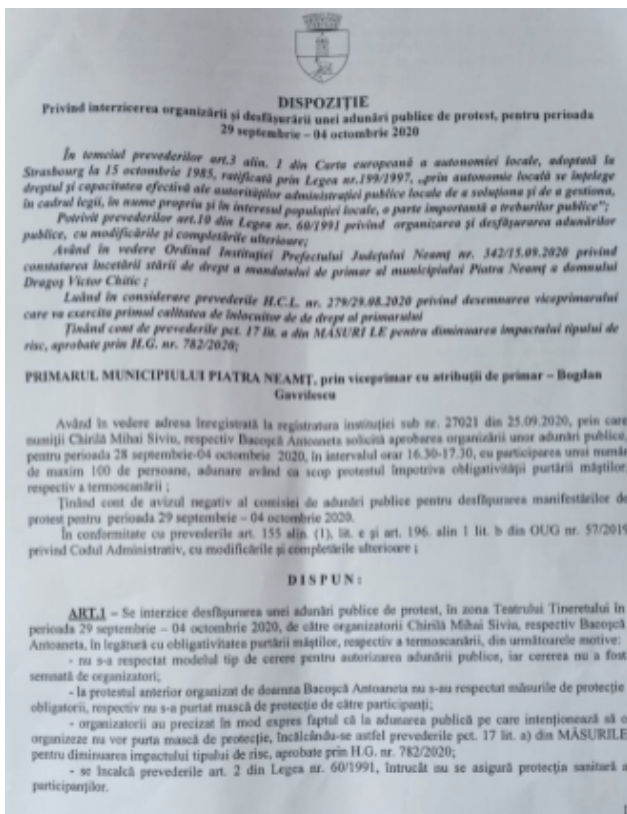 DISPOZIȚIE
Privind interzicerea organizării și desfășurării unei adunări publice de protest, pentru perioada
29 septembrie – 04 octombrie 2020
În temeiul prevederilor art.3 alin. 1 din Carta europeană a autonomiei locale, adoptată la
Strasbourg la 15 octombrie 1985, ratificată prin Legea nr.199/1997, „prin autonomie locală se înțelege
dreptul și capacitatea efectivă ale autorităților administrației publice locale de a soluționa și de a gestiona,
în cadrul legii, în nume propriu și în interesul populației locale, o parte importantă a treburilor publice";
Potrivit prevederilor art.10 din Legea nr. 60/1991 privind organizarea și desfășurarea adunărilor
publice, cu modificările și completările ulterioare;
Având în vedere Ordinul Instituției Prefectului Județului Neamț nr. 342/15.09.2020 privind
constatarea încetării stării de drept a mandatului de primar al municipiului Piatra Neamț a domnului
Dragoș Victor Chitic ;
Luând în considerare prevederile H.C.L. nr. 279/29.08.2020 privind desemnarea viceprimarului
care va exercita primul calitatea de înlocuitor de de drept al primarului
Ținând cont de prevederile pct. 17 lit. a din MĂSURI LE pentru diminuarea impactului tipului de
risc, aprobate prin H.G. nr. 782/2020;
PRIMARUL MUNICIPIULUI PIATRA NEAMȚ, prin viceprimar cu atribuții de primar – Bogdan
Gavrilescu
Având în vedere adresa înregistrată la registratura instituției sub nr. 27021 din 25.09.2020, prin care
numiții Chirilă Mihai Siviu, respectiv Bacoșcă Antoaneta solicită aprobarea organizării unor adunări publice,
pentru perioada 28 septembrie-04 octombrie 2020, în intervalul orar 16.30-17.30, cu participarea unui număr
de maxim 100 de persoane, adunare având ca scop protestul împotriva obligativității purtării măștilor,
respectiv a termoscanării ;
Ținând cont de avizul negativ al comisiei de adunări publice pentru desfășurarea manifestărilor de
protest pentru perioada 29 septembrie – 04 octombrie 2020.
În conformitate cu prevederile art. 155 alin. (1), lit. e și art. 196. alin 1 lit. b din OUG nr. 57/2019
privind Codul Administrativ, cu modificările și completările ulterioare ;
DISPUN:
ART.1 – Se interzice desfășurarea unei adunări publice de protest, în zona Teatrului Tineretului în
perioada 29 septembrie – 04 octombrie 2020, de către organizatorii Chirilă Mihai Siviu, respectiv Bacoșcă
Antoaneta, în legătură cu obligativitatea purtării măștilor, respectiv a termoscanării, din următoarele motive:
- nu s-a respectat modelul tip de cerere pentru autorizarea adunării publice, iar cererea nu a fost
semnată de organizatori;
- la protestul anterior organizat de doamna Bacoșcă Antoaneta nu s-au respectat măsurile de protecție
obligatorii, respectiv nu s-a purtat mască de protecție de către participanți;
- organizatorii au precizat în mod expres faptul că la adunarea publică pe care intenționează să o
organizeze nu vor purta mască de protecție, încălcându-se astfel prevederile pct. 17 lit. a) din MĂSURILE
pentru diminuarea impactului tipului de risc, aprobate prin H.G. nr. 782/2020;
- se încalcă prevederile art. 2 din Legea nr. 60/1991, întrucât nu se asigură protecția sanitară a
participanților.